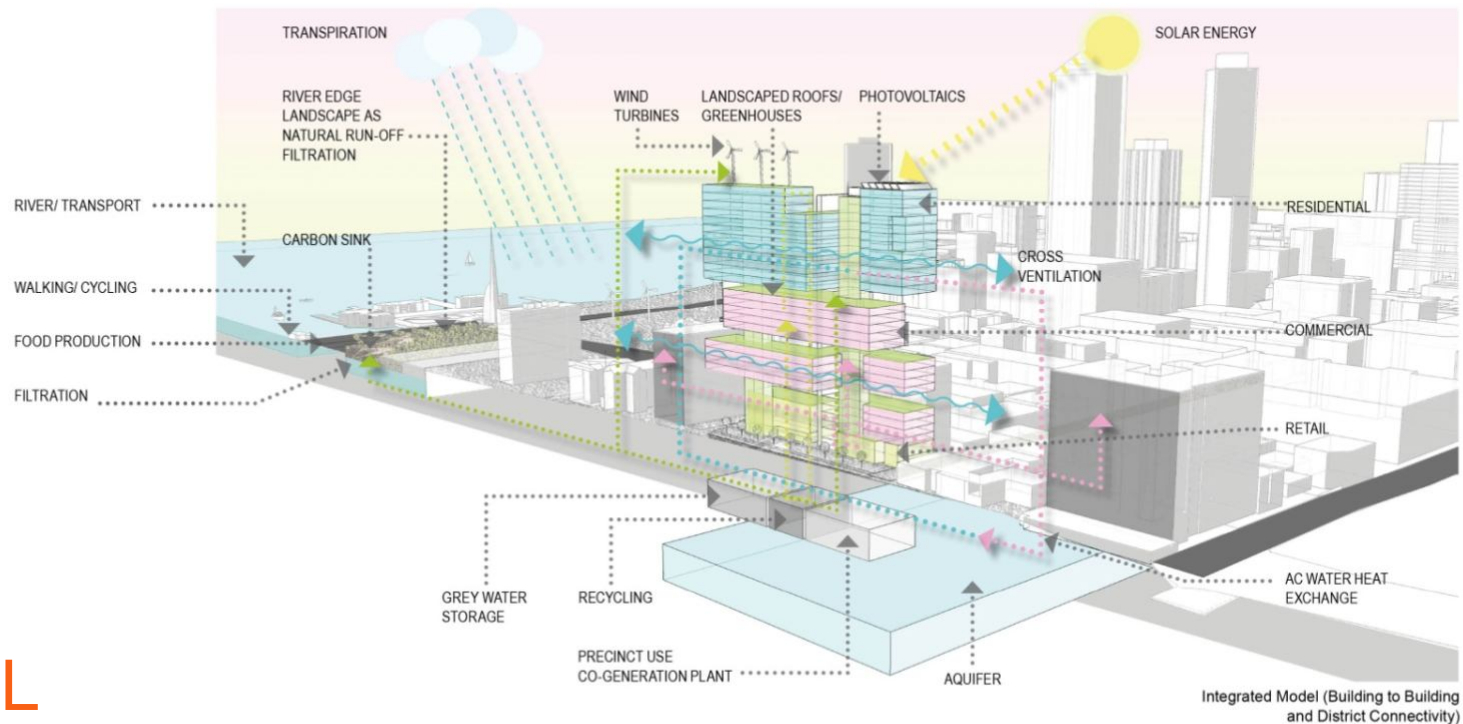 TRANSPIRATION
SOLAR ENERGY
RIVER EDGE
LANDSCAPE AS
NATURAL RUN-OFF
FILTRATION
WIND
TURBINES
LANDSCAPED ROOFS/
GREENHOUSES
PHOTOVOLTAICS
RIVER/ TRANSPORT
RESIDENTIAL
CARBON SINK
CROSS
VENTILATION
WALKING/ CYCLING
FOOD PRODUCTION
COMMERCIAL
FILTRATION
RETAIL
GREY WATER
STORAGE
RECYCLING
AC WATER HEAT
EXCHANGE
PRECINCT USE
CO-GENERATION PLANT
AQUIFER
Integrated Model (Building to Building
and District Connectivity)